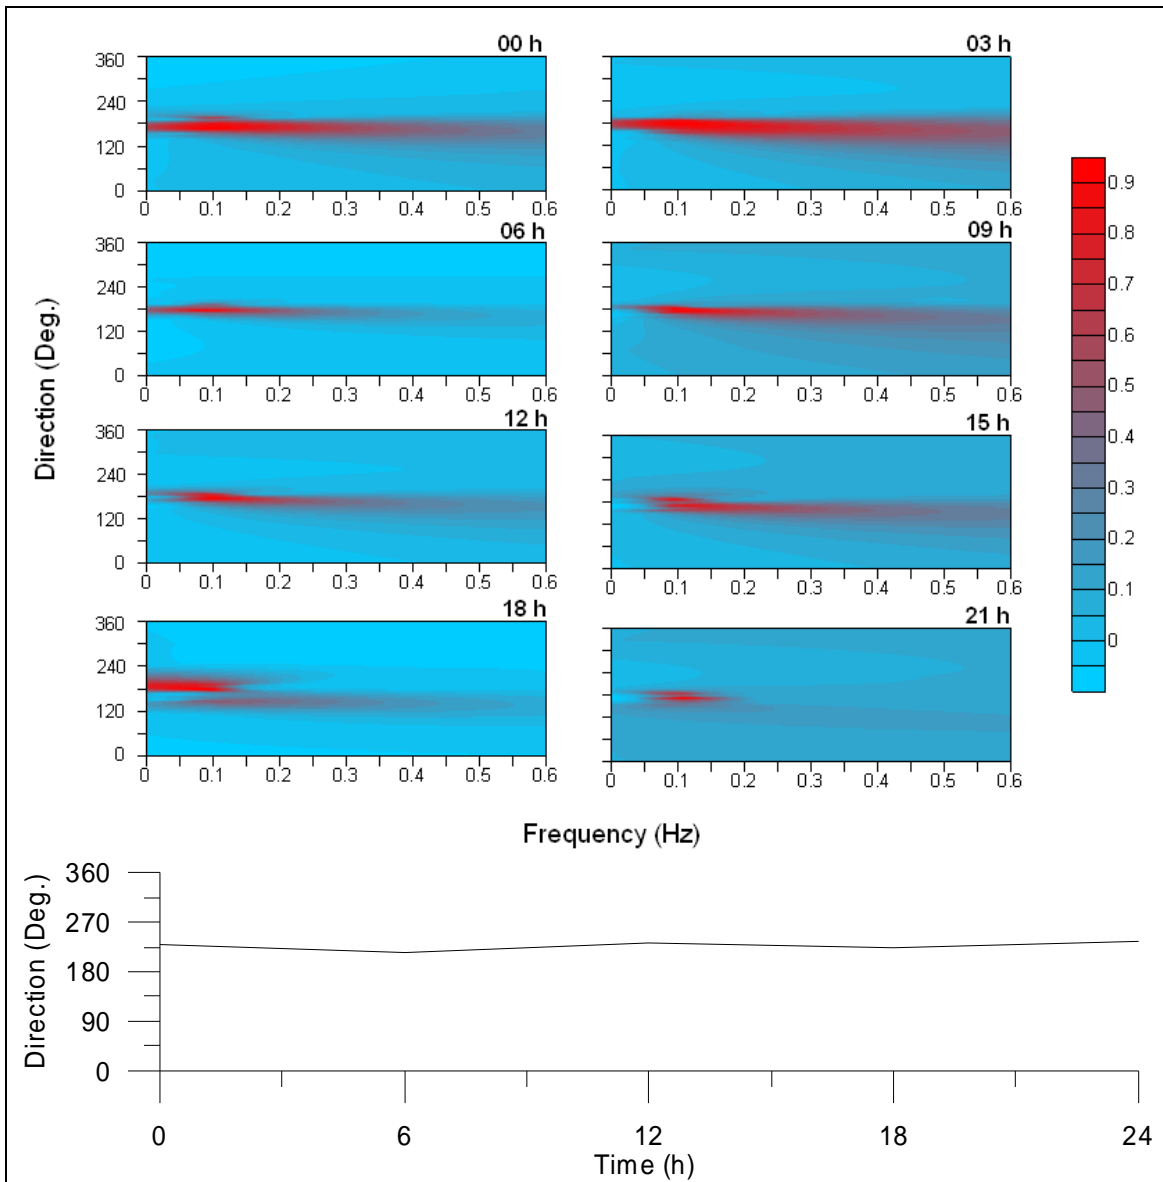 00 h 03 h
360 240 120 0
0 0.1 0.2 0.3 0.4 0.5 0.6
0 0.1 0.2 0.3 0.4 0.5 0.6
06 h 09 h
360 240 120 0
0 0.1 0.2 0.3 0.4 0.5 0.6
0 0.1 0.2 0.3 0.4 0.5 0.6
Direction (Deg.)
12 h 15 h
360 240 120 0
0 0.1 0.2 0.3 0.4 0.5 0.6
0 0.1 0.2 0.3 0.4 0.5 0.6
18 h 21 h
360 240 120 0
0 0.1 0.2 0.3 0.4 0.5 0.6
0 0.1 0.2 0.3 0.4 0.5 0.6
0.9
0.8
0.7
0.6
0.5
0.4
0.3
0.2
0.1
0
Frequency (Hz)
Direction (Deg.)
360
270
180
90
0
0 6 12 18 24
Time (h)